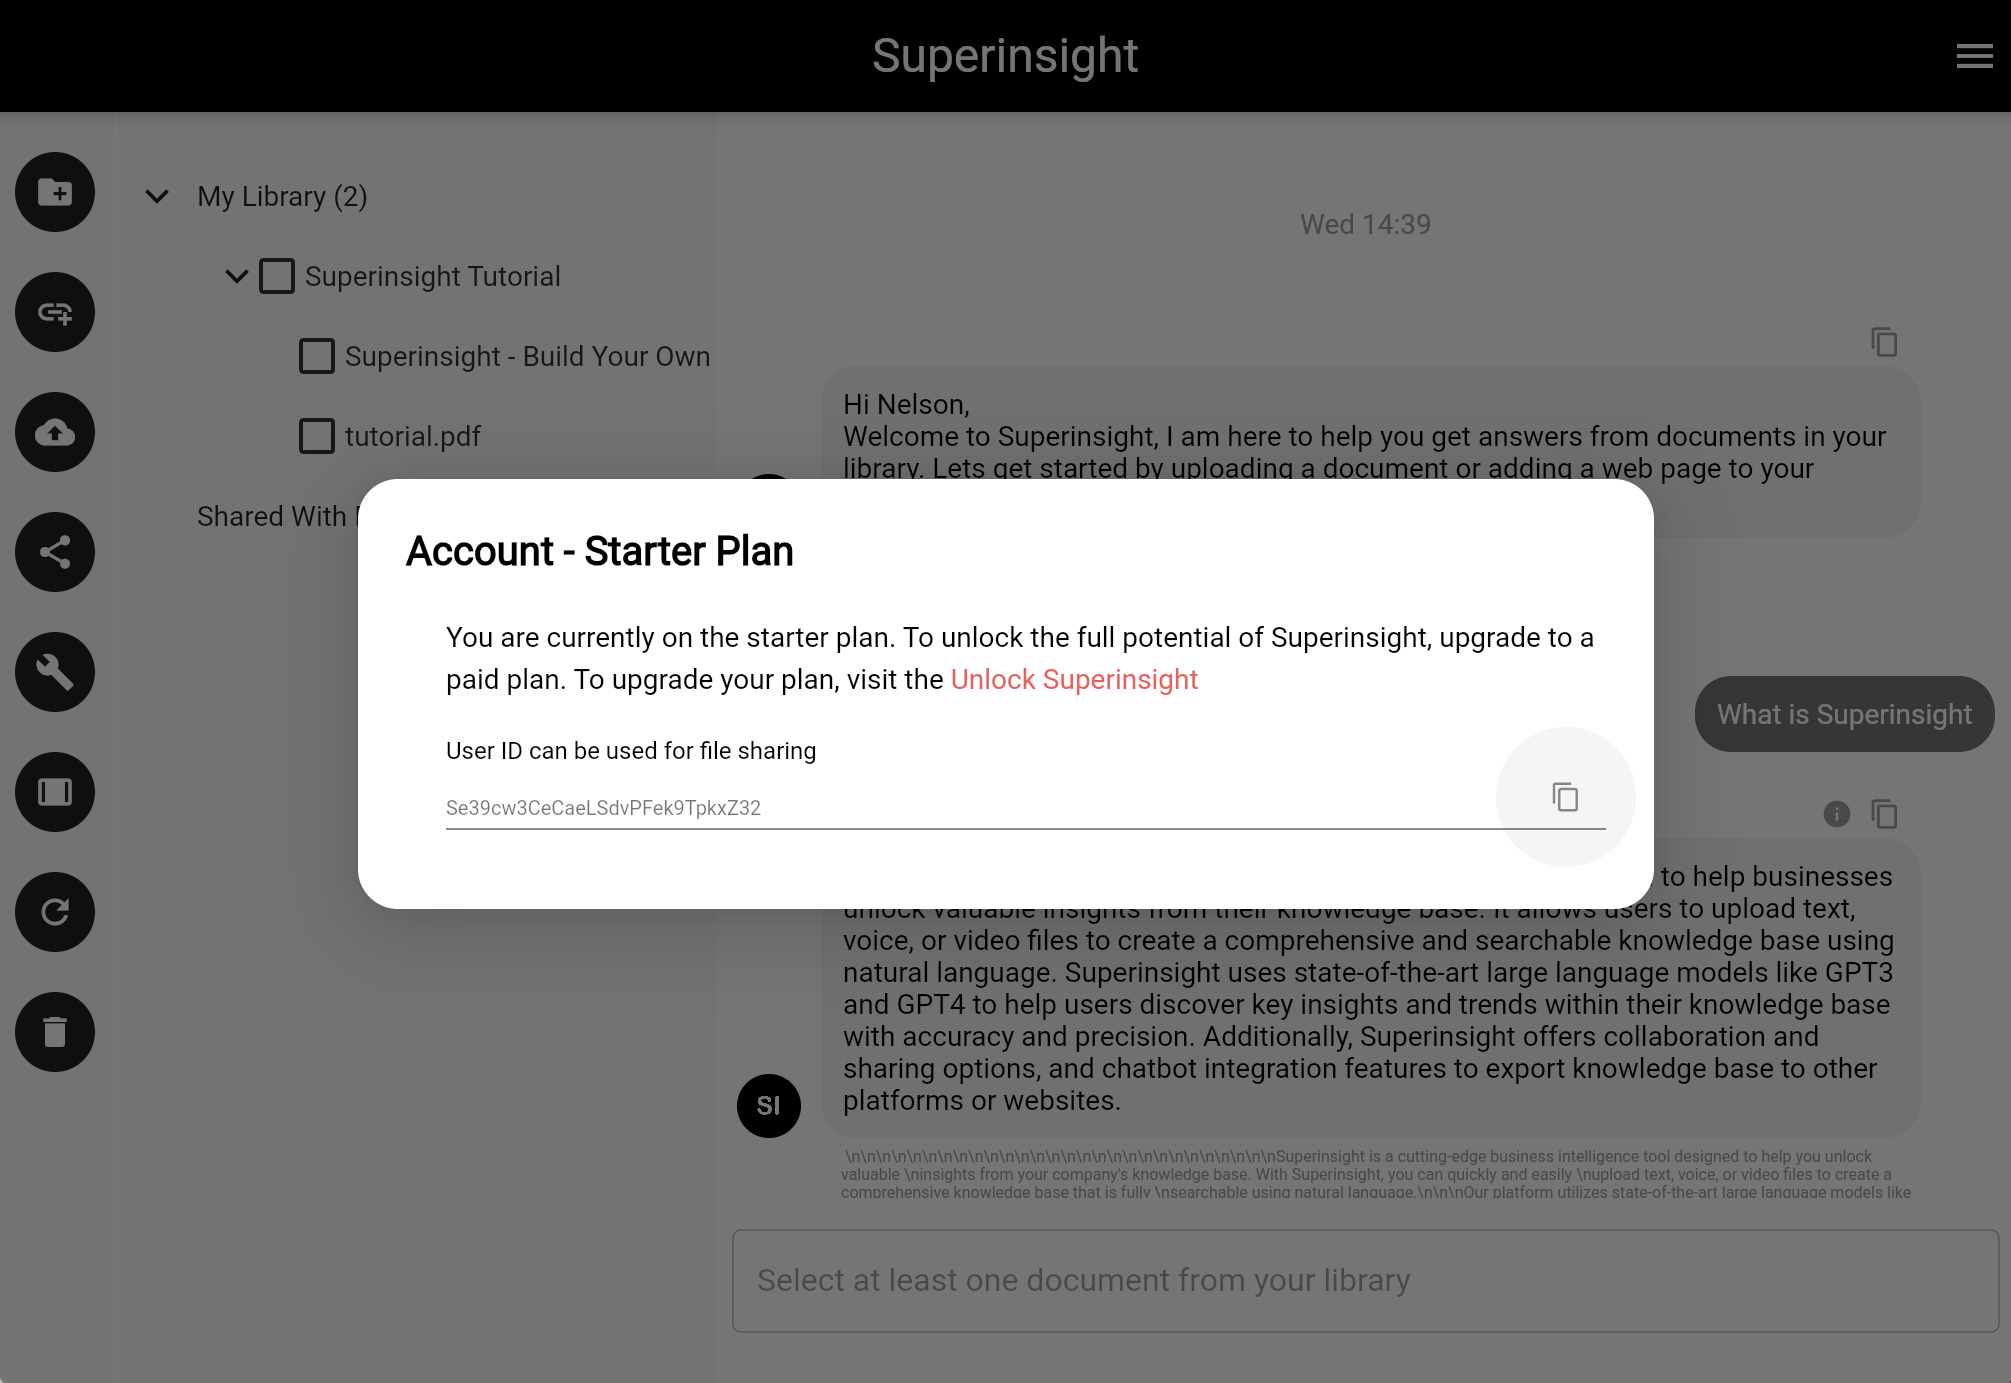 Superinsight
My Library (2)
Superinsight Tutorial
Superinsight - Build Your Own
tutorial.pdf
Shared With
Wed 14:39
Hi Nelson,
Welcome to Superinsight, I am here to help you get answers from documents in your
library. Lets get started by uploading a document or adding a web page to your
Account - Starter Plan
You are currently on the starter plan. To unlock the full potential of Superinsight, upgrade to a
paid plan. To upgrade your plan, visit the Unlock Superinsight
User ID can be used for file sharing
Se39cw3CeCaeLSdvPFek9TpkxZ32
What is Superinsight
to help businesses
unlock valuable insights from their knowledge base. It allows users to upload text,
voice, or video files to create a comprehensive and searchable knowledge base using
natural language. Superinsight uses state-of-the-art large language models like GPT3
and GPT4 to help users discover key insights and trends within their knowledge base
with accuracy and precision. Additionally, Superinsight offers collaboration and
sharing options, and chatbot integration features to export knowledge base to other
platforms or websites.
SI
\n\n\n\n\n\n\n\n\n\n\n\n\n\n\n\n\n\n\n\n\n\n\n\n\n\n\n\nSuperinsight is a cutting-edge business intelligence tool designed to help you unlock
valuable \ninsights from your company's knowledge base. With Superinsight, you can quickly and easily \nupload text, voice, or video files to create a
comprehensive knowledge base that is fully \nsearchable using natural language.\n\n\nOur platform utilizes state-of-the-art large language models like
Select at least one document from your library